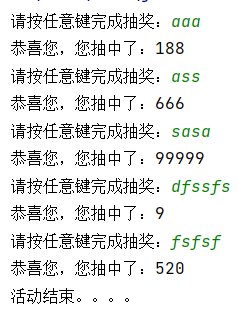 请按任意键完成抽奖：aaa
恭喜您，您抽中了：188
请按任意键完成抽奖：ass
恭喜您，您抽中了：666
请按任意键完成抽奖：sasa
恭喜您，您抽中了：99999
请按任意键完成抽奖：dfssfs
恭喜您，您抽中了：9
请按任意键完成抽奖：fsfsf
恭喜您，您抽中了：520
活动结束。。。。